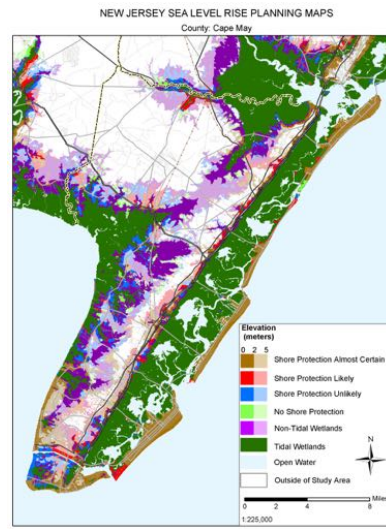 NEW JERSEY SEA LEVEL RISE PLANNING MAPS
County: Cape May
Elevation
(meters)
0 2 5
Shore Protection Almost Certain
Shore Protection Likely
Shore Protection Unlikely
No Shore Protection
Non-Tidal Wetlands
Tidal Wetlands
Open Water
Outside of Study Area
N
0 2 4 8
Miles
1:225,000